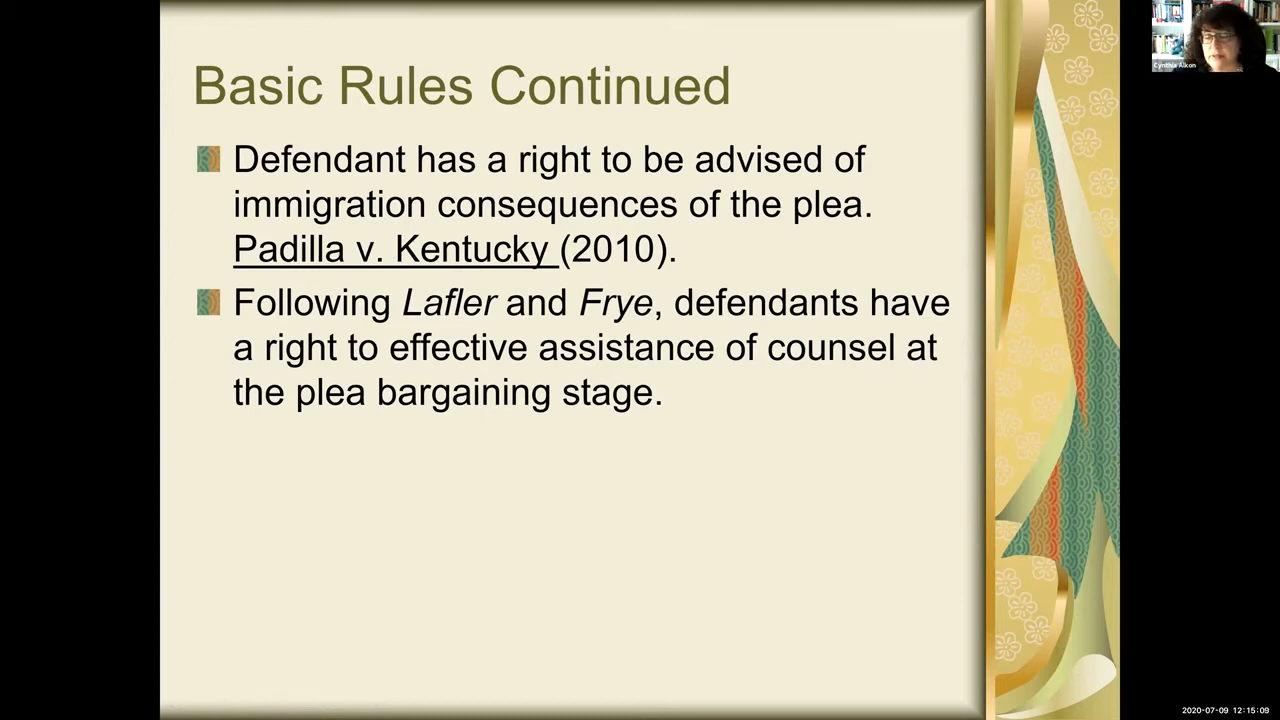 Basic Rules Continued
Defendant has a right to be advised of
immigration consequences of the plea.
Padilla v. Kentucky (2010).
Following Lafler and Frye, defendants have
a right to effective assistance of counsel at
the plea bargaining stage.
Cynthia Alkon
2020-07-09 12:15:09